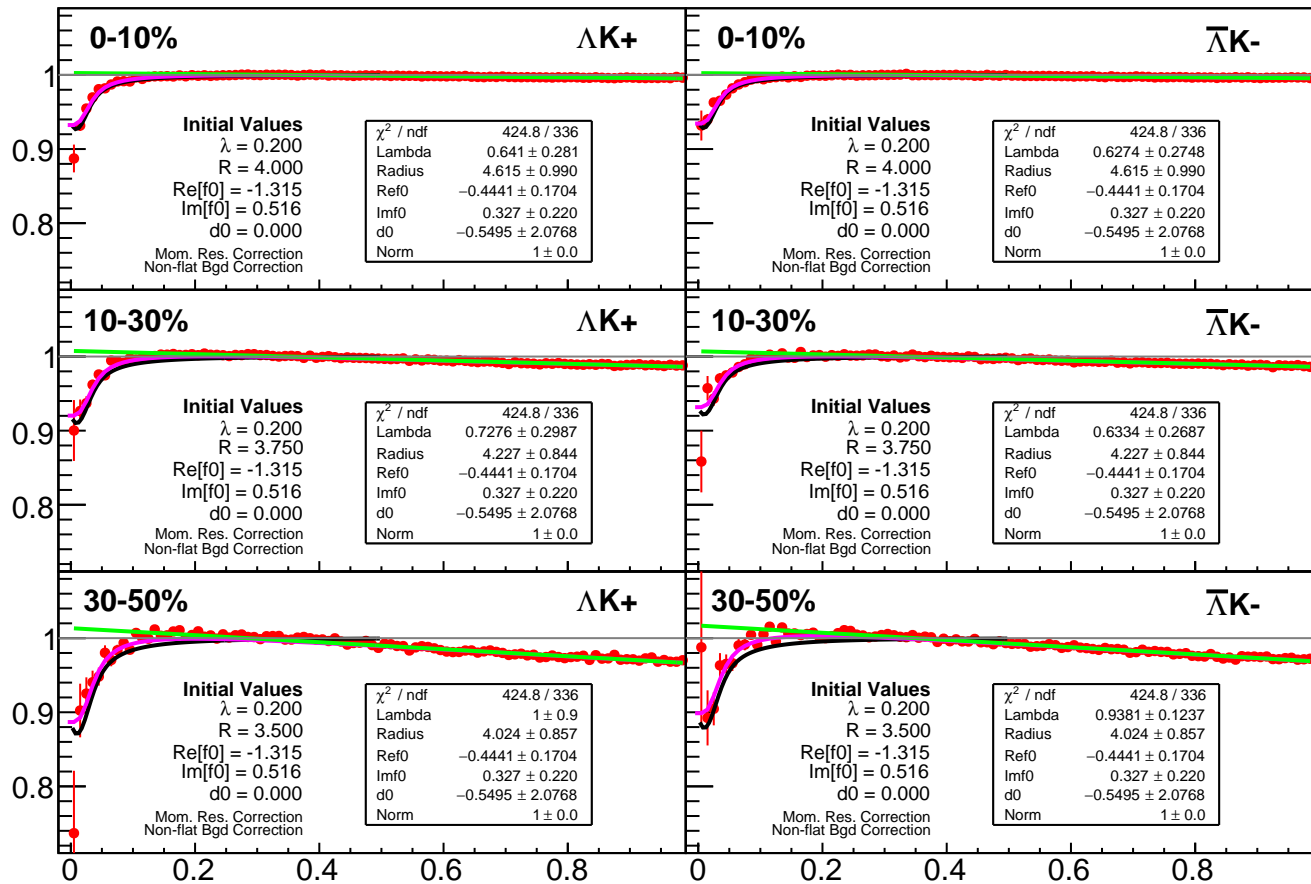 0-10%
ΛK+
1
0.9
0.8
Initial Values
λ = 0.200
R = 4.000
Re[f0] = -1.315
Im[f0] = 0.516
d0 = 0.000
Mom. Res. Correction
Non-flat Bgd Correction
χ² / ndf 424.8 / 336
Lambda 0.641 ± 0.281
Radius 4.615 ± 0.990
Ref0 −0.4441 ± 0.1704
Imf0 0.327 ± 0.220
d0 −0.5495 ± 2.0768
Norm 1 ± 0.0
0-10%
Λ̅K-
Initial Values
λ = 0.200
R = 4.000
Re[f0] = -1.315
Im[f0] = 0.516
d0 = 0.000
Mom. Res. Correction
Non-flat Bgd Correction
χ² / ndf 424.8 / 336
Lambda 0.6274 ± 0.2748
Radius 4.615 ± 0.990
Ref0 −0.4441 ± 0.1704
Imf0 0.327 ± 0.220
d0 −0.5495 ± 2.0768
Norm 1 ± 0.0
10-30%
ΛK+
1
0.9
0.8
Initial Values
λ = 0.200
R = 3.750
Re[f0] = -1.315
Im[f0] = 0.516
d0 = 0.000
Mom. Res. Correction
Non-flat Bgd Correction
χ² / ndf 424.8 / 336
Lambda 0.7276 ± 0.2987
Radius 4.227 ± 0.844
Ref0 −0.4441 ± 0.1704
Imf0 0.327 ± 0.220
d0 −0.5495 ± 2.0768
Norm 1 ± 0.0
10-30%
Λ̅K-
Initial Values
λ = 0.200
R = 3.750
Re[f0] = -1.315
Im[f0] = 0.516
d0 = 0.000
Mom. Res. Correction
Non-flat Bgd Correction
χ² / ndf 424.8 / 336
Lambda 0.6334 ± 0.2687
Radius 4.227 ± 0.844
Ref0 −0.4441 ± 0.1704
Imf0 0.327 ± 0.220
d0 −0.5495 ± 2.0768
Norm 1 ± 0.0
30-50%
ΛK+
1
0.9
0.8
Initial Values
λ = 0.200
R = 3.500
Re[f0] = -1.315
Im[f0] = 0.516
d0 = 0.000
Mom. Res. Correction
Non-flat Bgd Correction
χ² / ndf 424.8 / 336
Lambda 1 ± 0.9
Radius 4.024 ± 0.857
Ref0 −0.4441 ± 0.1704
Imf0 0.327 ± 0.220
d0 −0.5495 ± 2.0768
Norm 1 ± 0.0
30-50%
Λ̅K-
Initial Values
λ = 0.200
R = 3.500
Re[f0] = -1.315
Im[f0] = 0.516
d0 = 0.000
Mom. Res. Correction
Non-flat Bgd Correction
χ² / ndf 424.8 / 336
Lambda 0.9381 ± 0.1237
Radius 4.024 ± 0.857
Ref0 −0.4441 ± 0.1704
Imf0 0.327 ± 0.220
d0 −0.5495 ± 2.0768
Norm 1 ± 0.0
0 0.2 0.4 0.6 0.8 0 0.2 0.4 0.6 0.8